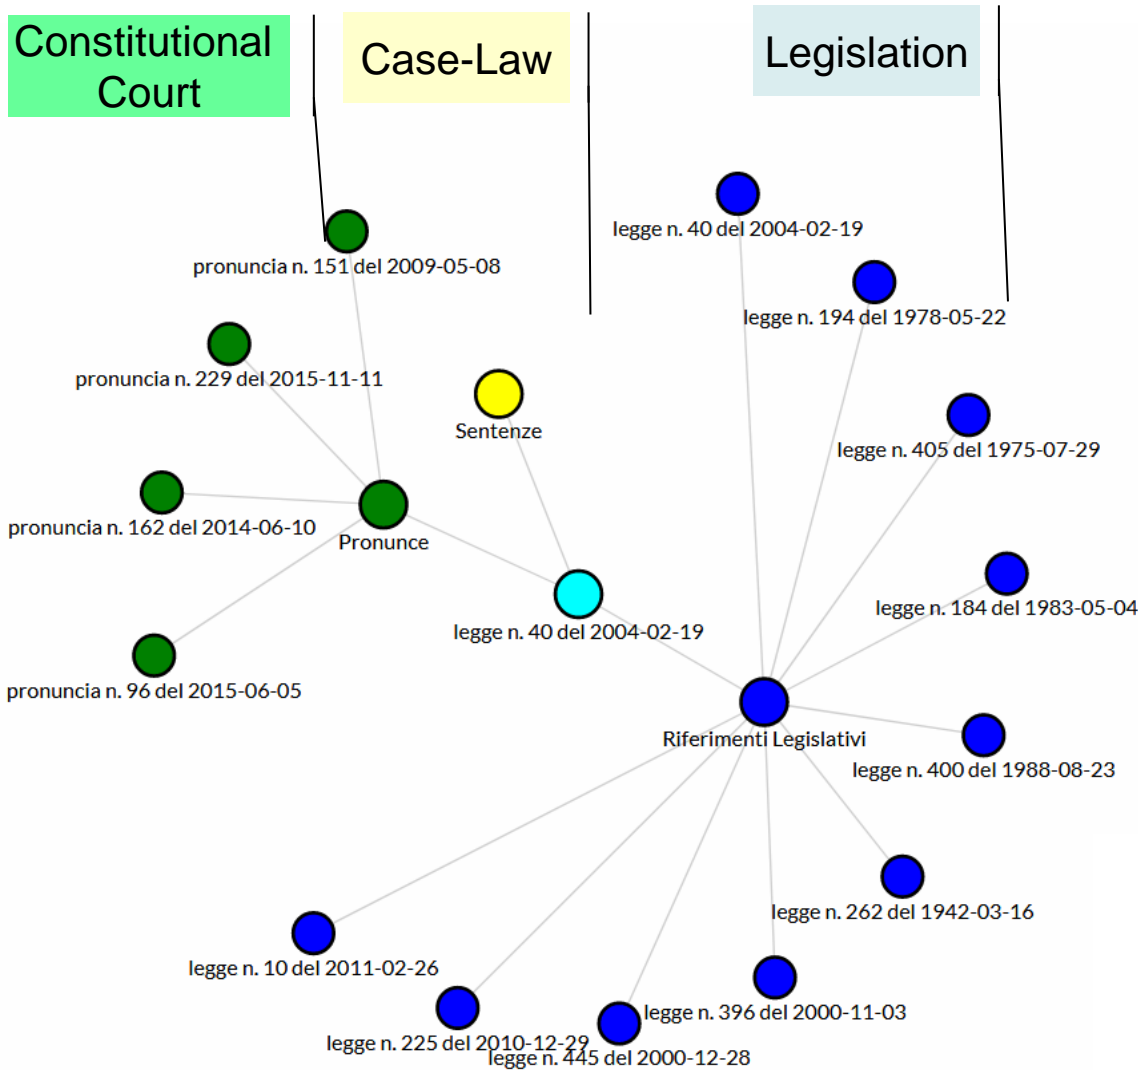 Constitutional
Court
Case-Law
Legislation
legge n. 40 del 2004-02-19
pronuncia n. 151 del 2009-05-08
legge n. 194 del 1978-05-22
pronuncia n. 229 del 2015-11-11
Sentenze
legge n. 405 del 1975-07-29
pronuncia n. 162 del 2014-06-10
Pronunce
legge n. 184 del 1983-05-04
legge n. 40 del 2004-02-19
pronuncia n. 96 del 2015-06-05
Riferimenti Legislativi
legge n. 400 del 1988-08-23
legge n. 262 del 1942-03-16
legge n. 10 del 2011-02-26
legge n. 396 del 2000-11-03
legge n. 225 del 2010-12-29
legge n. 445 del 2000-12-28